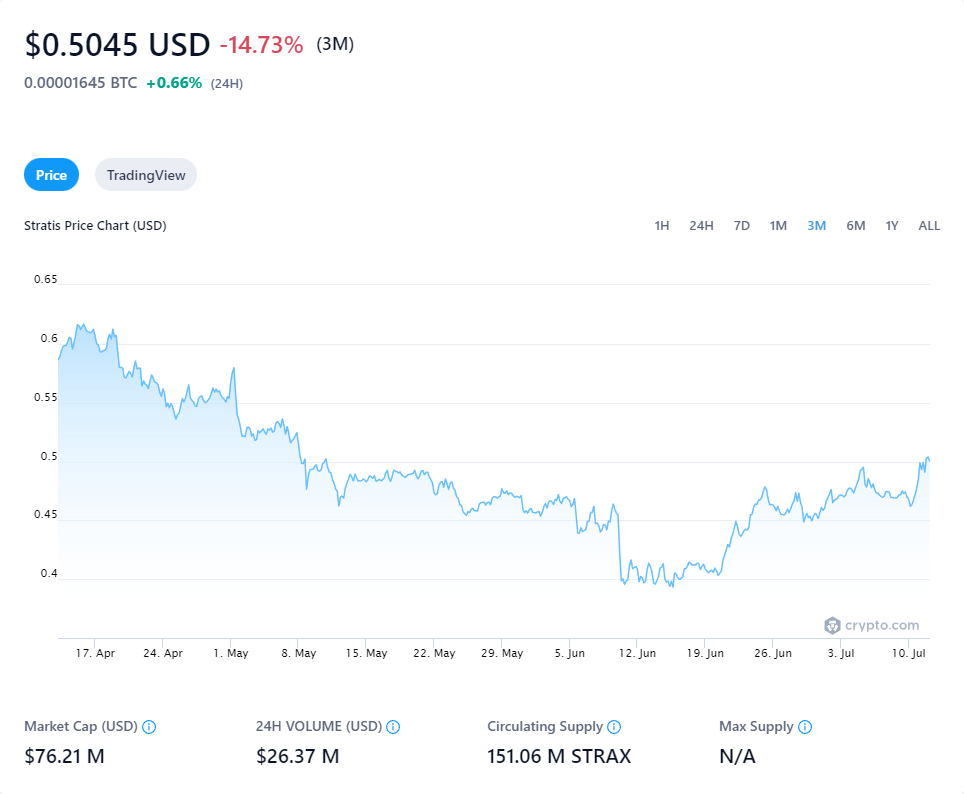 $0.5045 USD -14.73% (3M)
0.00001645 BTC +0.66% (24H)
Price TradingView
Stratis Price Chart (USD) 1H 24H 7D 1M 3M 6M 1Y ALL
0.65
0.6
0.55
0.5
0.45
0.4
crypto.com
17. Apr 24. Apr 1. May 8. May 15. May 22. May 29. May 5. Jun 12. Jun 19. Jun 26. Jun 3. Jul 10. Jul
Market Cap (USD) 24H VOLUME (USD) Circulating Supply Max Supply
$76.21 M $26.37 M 151.06 M STRAX N/A